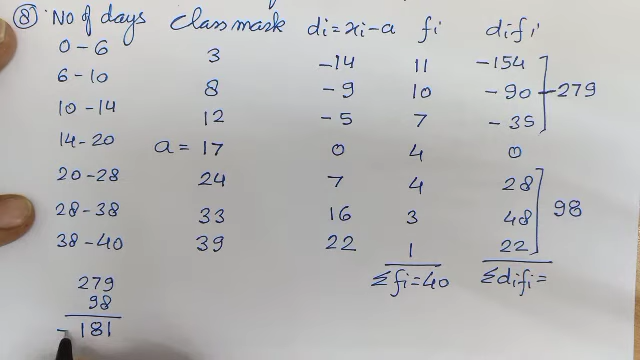 ⑧ No of days Class mark di=xi-a fi difi
0-6 3 -14 11 -154
6-10 8 -9 10 -90 -279
10-14 12 -5 7 -35
14-20 a=17 0 4 0
20-28 24 7 4 28
28-38 33 16 3 48 98
38-40 39 22 1 22
Σfi=40 Σdifi=
279
98
-181